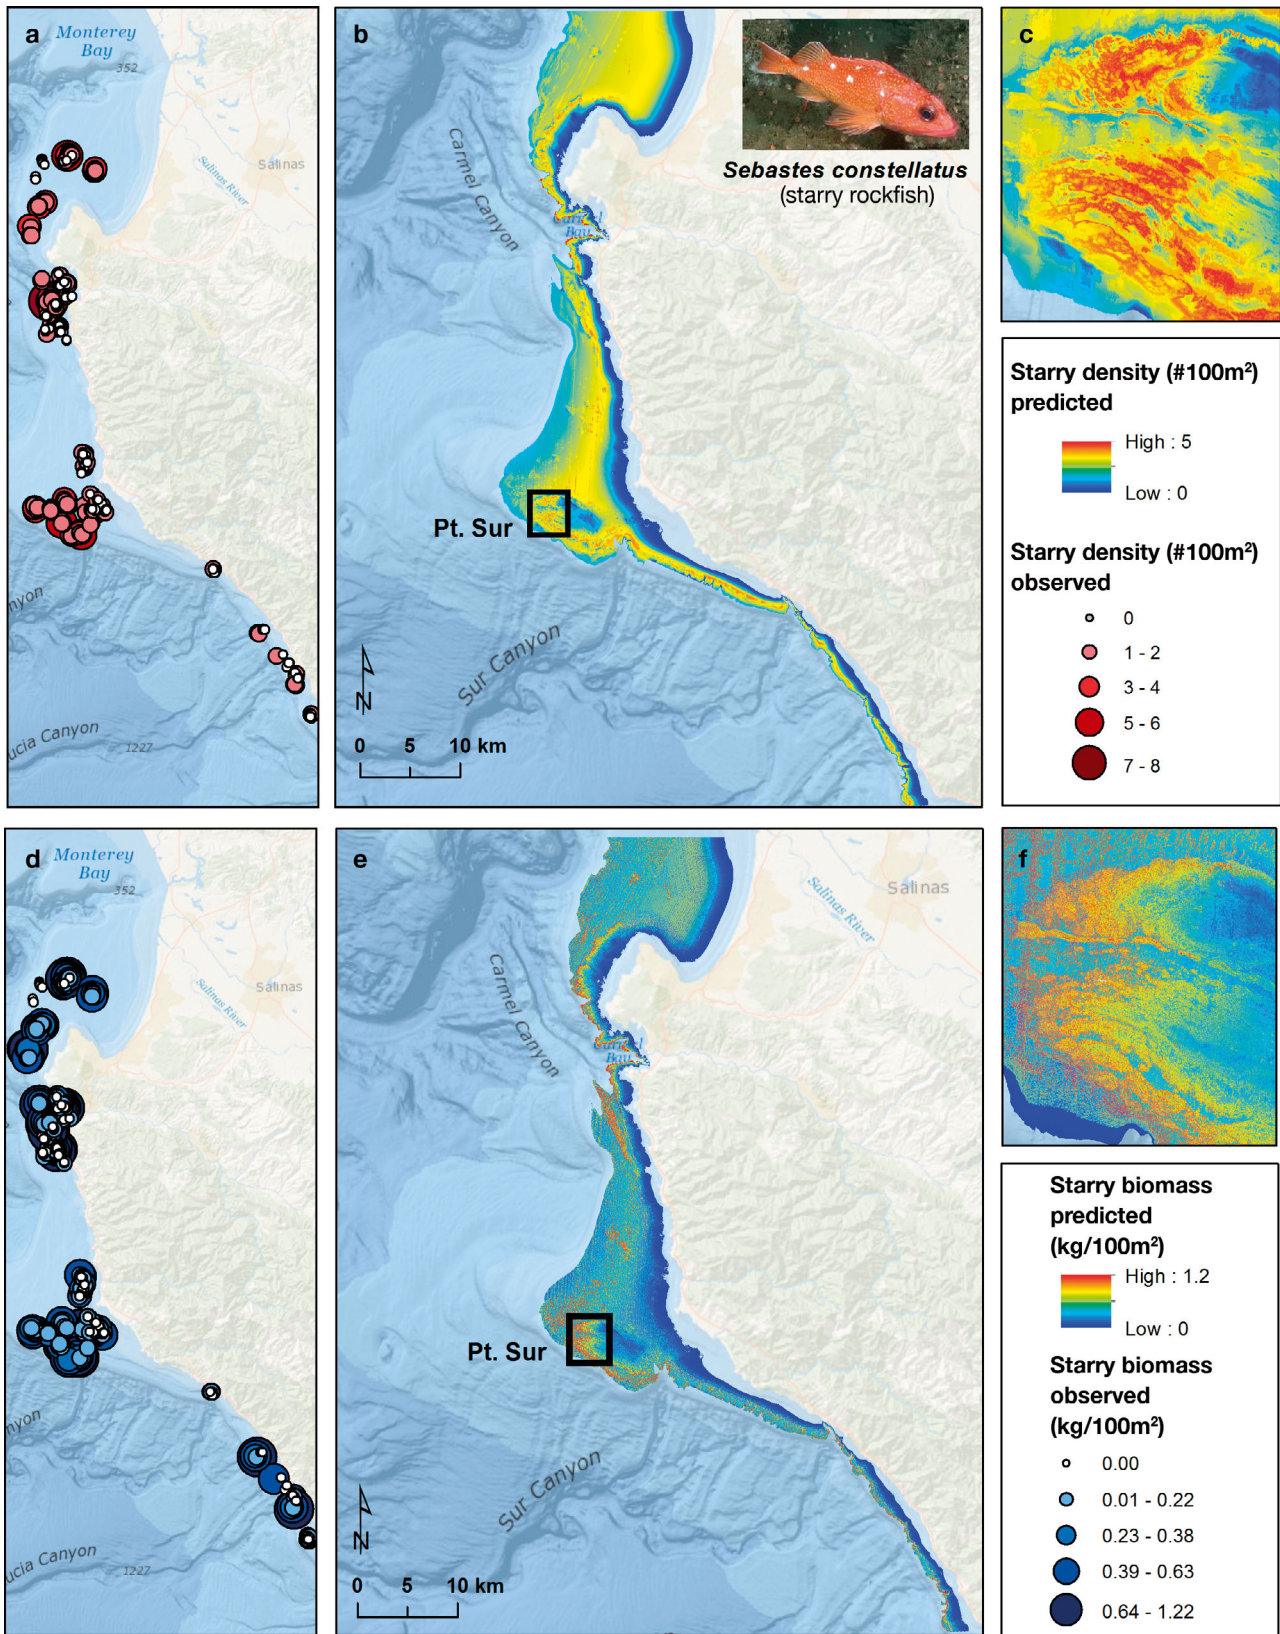 a
Monterey
Bay
352
Salinas River
Salinas
nyon
ucia Canyon
1227
b
Carmel Canyon
Bay
Sebastes constellatus
(starry rockfish)
Pt. Sur
Sur Canyon
N
0 5 10 km
c
Starry density (#100m²)
predicted
High : 5
Low : 0
Starry density (#100m²)
observed
0
1 - 2
3 - 4
5 - 6
7 - 8
d
Monterey
Bay
352
Salinas River
Salinas
nyon
ucia Canyon
1227
e
Salinas River
Salinas
Carmel Canyon
Bay
Pt. Sur
Sur Canyon
N
0 5 10 km
f
Starry biomass
predicted
(kg/100m²)
High : 1.2
Low : 0
Starry biomass
observed
(kg/100m²)
0.00
0.01 - 0.22
0.23 - 0.38
0.39 - 0.63
0.64 - 1.22